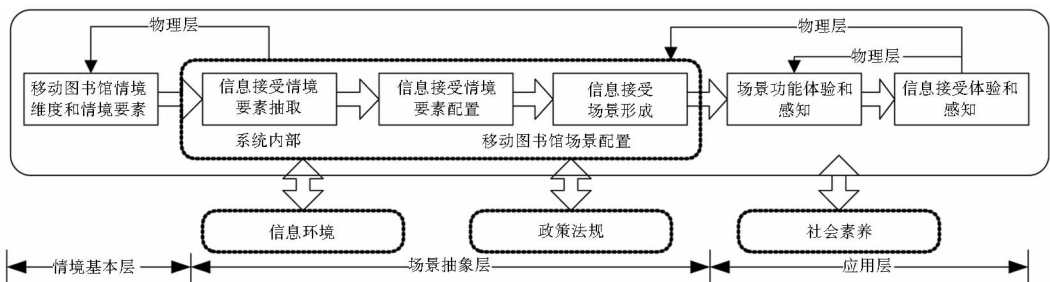 物理层
物理层
物理层
移动图书馆情境
维度和情境要素
信息接受情境
要素抽取
信息接受情境
要素配置
信息接受
场景形成
场景功能体验和
感知
信息接受体验和
感知
系统内部
移动图书馆场景配置
信息环境
政策法规
社会素养
情境基本层
场景抽象层
应用层